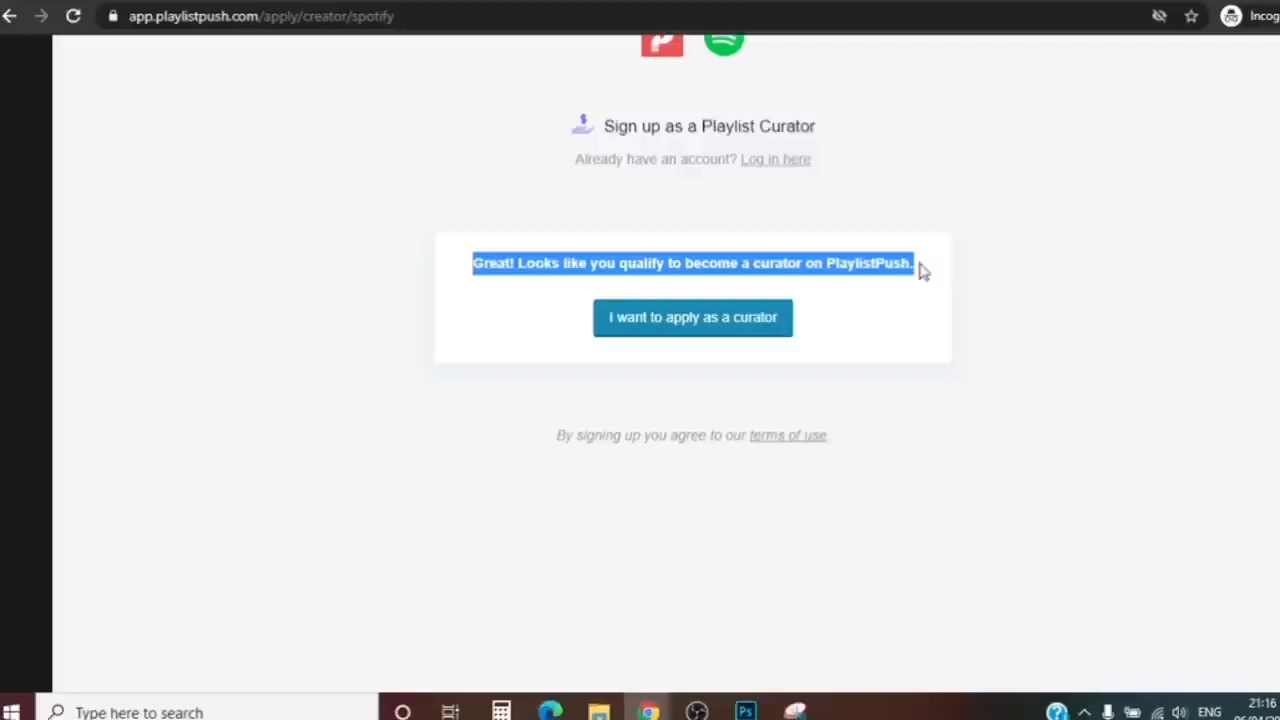 app.playlistpush.com/apply/creator/spotify
Sign up as a Playlist Curator
Already have an account? Log in here
Great! Looks like you qualify to become a curator on PlaylistPush.
I want to apply as a curator
By signing up you agree to our terms of use.
Type here to search
Ps
ENG
21:16